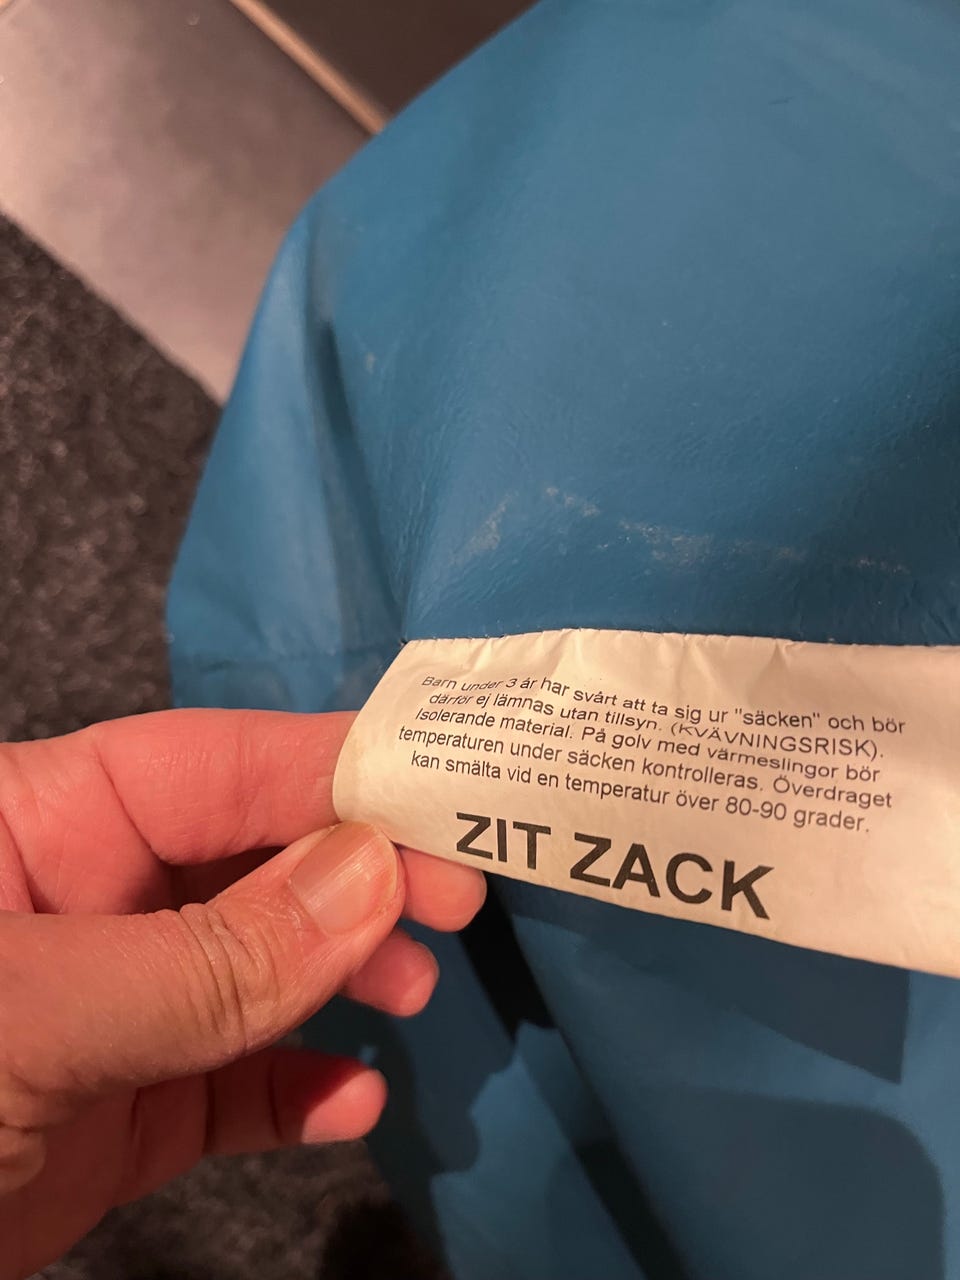 Barn under 3 år har svårt att ta sig ur "säcken" och bör
därför ej lämnas utan tillsyn. (KVÄVNINGSRISK).
Isolerande material. På golv med värmeslingor bör
temperaturen under säcken kontrolleras. Överdraget
kan smälta vid en temperatur över 80-90 grader.
ZIT ZACK